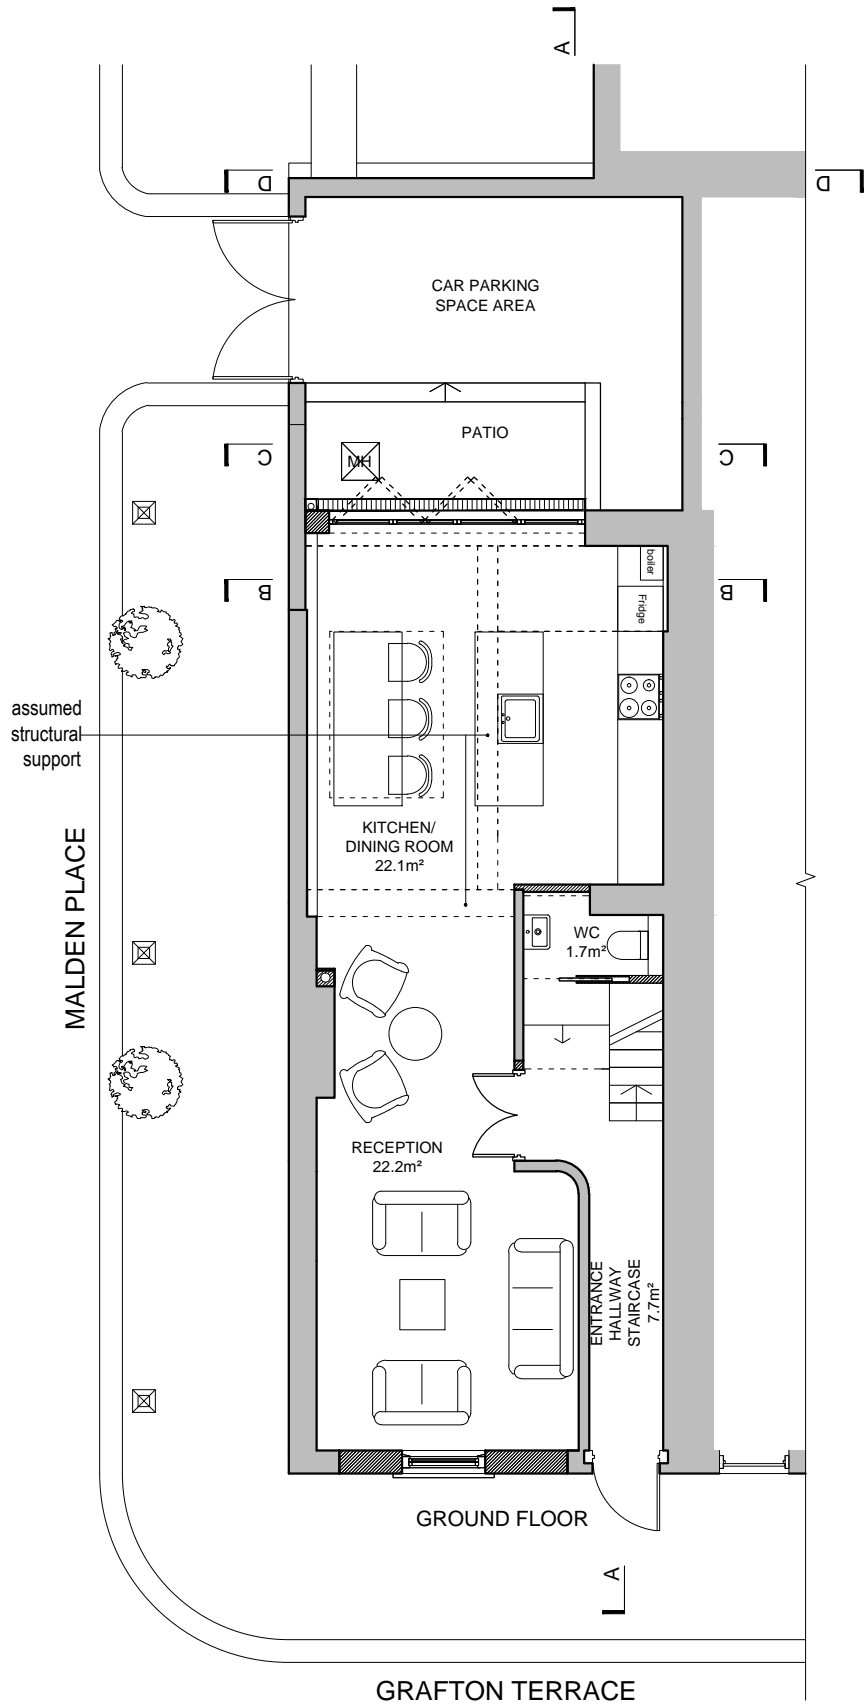 A
D
D
CAR PARKING
SPACE AREA
PATIO
MH
C
C
boiler
B
B
Fridge
assumed
structural
support
KITCHEN/
DINING ROOM
22.1m²
MALDEN PLACE
WC
1.7m²
RECEPTION
22.2m²
ENTRANCE
HALLWAY
STAIRCASE
7.7m²
GROUND FLOOR
A
GRAFTON TERRACE